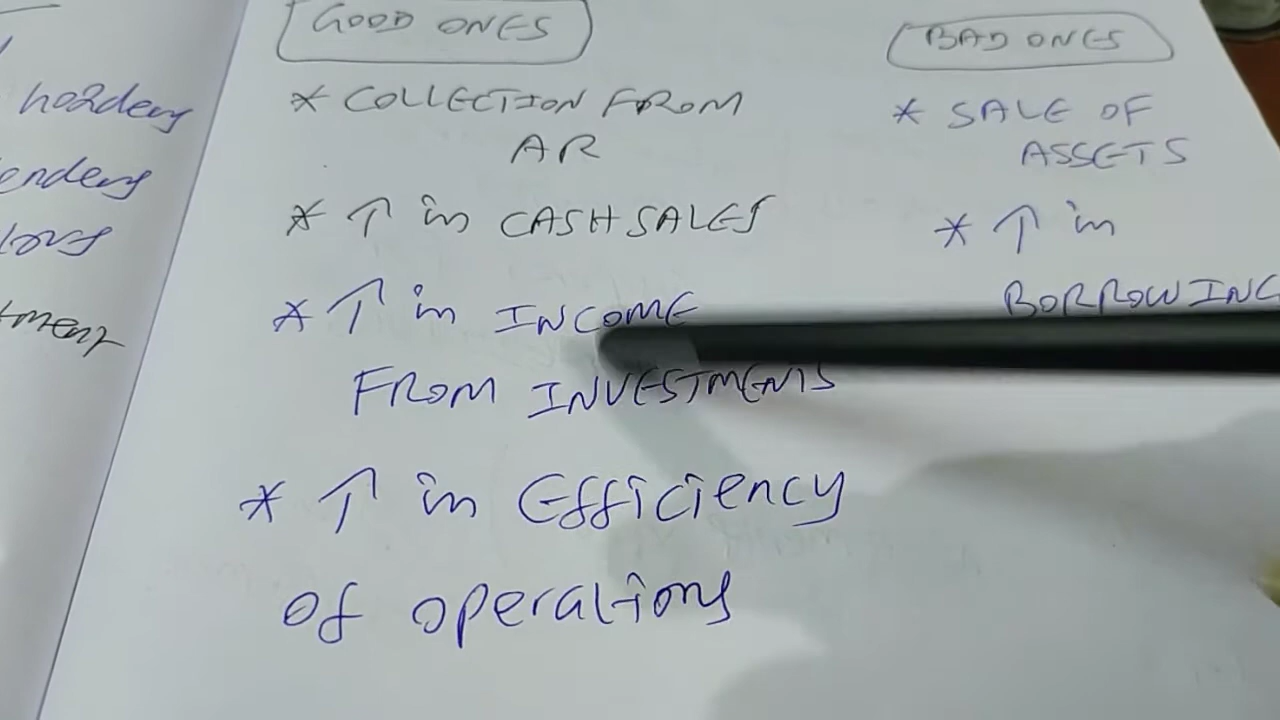 GOOD ONES
* COLLECTION FROM
AR
* ↑ in CASH SALES
* ↑ in INCOME
FROM INVESTMENTS
* ↑ in Efficiency
of operations
BAD ONES
* SALE OF
ASSETS
* ↑ in
BORROWING